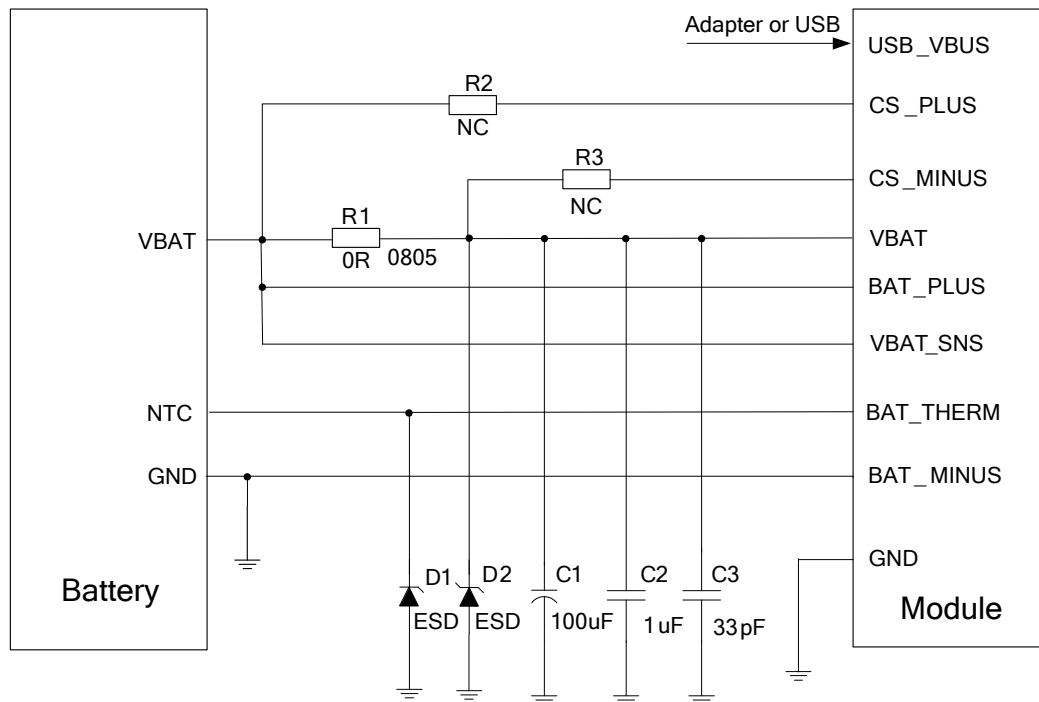 Adapter or USB
USB_VBUS
R2
NC
CS_PLUS
R3
NC
CS_MINUS
VBAT
R1
0R 0805
VBAT
BAT_PLUS
VBAT_SNS
NTC
BAT_THERM
GND
BAT_MINUS
GND
Battery
D1
ESD
D2
ESD
C1
100uF
C2
1uF
C3
33pF
Module